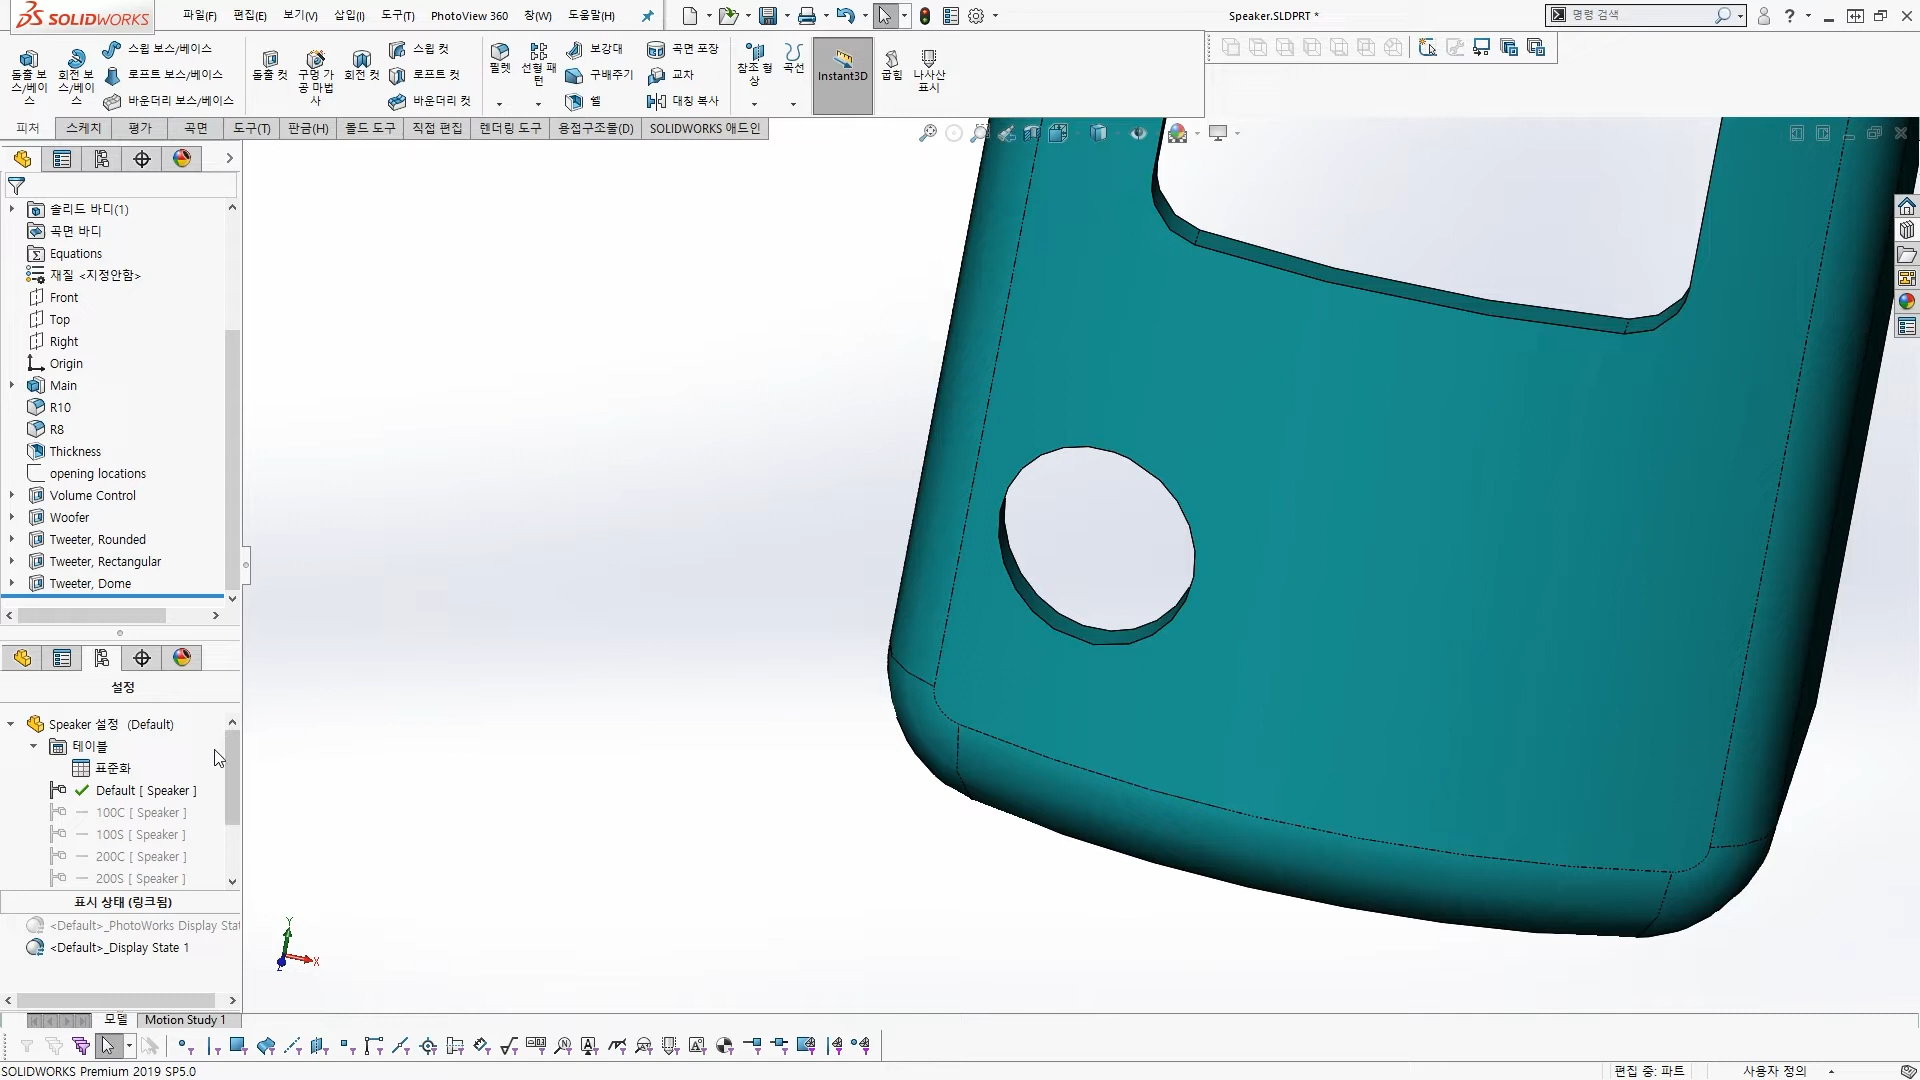 SOLIDWORKS
파일(F) 편집(E) 보기(V) 삽입(I) 도구(T) PhotoView 360 창(W) 도움말(H)
Speaker.SLDPRT *
명령 검색
돌출 보스/베이스
회전 보스/베이스
스윕 보스/베이스
로프트 보스/베이스
바운더리 보스/베이스
돌출 컷
구멍 가공 마법사
회전 컷
스윕 컷
로프트 컷
바운더리 컷
필렛
선형 패턴
보강대
구배주기
쉘
곡면 포장
교차
대칭 복사
참조 형상
곡선
Instant3D
굽힘
나사산 표시
피처 스케치 평가 곡면 도구(T) 판금(H) 몰드 도구 직접 편집 렌더링 도구 용접구조물(D) SOLIDWORKS 애드인
솔리드 바디(1)
곡면 바디
Equations
재질 <지정안함>
Front
Top
Right
Origin
Main
R10
R8
Thickness
opening locations
Volume Control
Woofer
Tweeter, Rounded
Tweeter, Rectangular
Tweeter, Dome
설정
Speaker 설정 (Default)
테이블
표준화
Default [ Speaker ]
100C [ Speaker ]
100S [ Speaker ]
200C [ Speaker ]
200S [ Speaker ]
표시 상태 (링크됨)
<Default>_PhotoWorks Display Stat
<Default>_Display State 1
Y
X
Z
모델 Motion Study 1
SOLIDWORKS Premium 2019 SP5.0
편집 중: 파트
사용자 정의